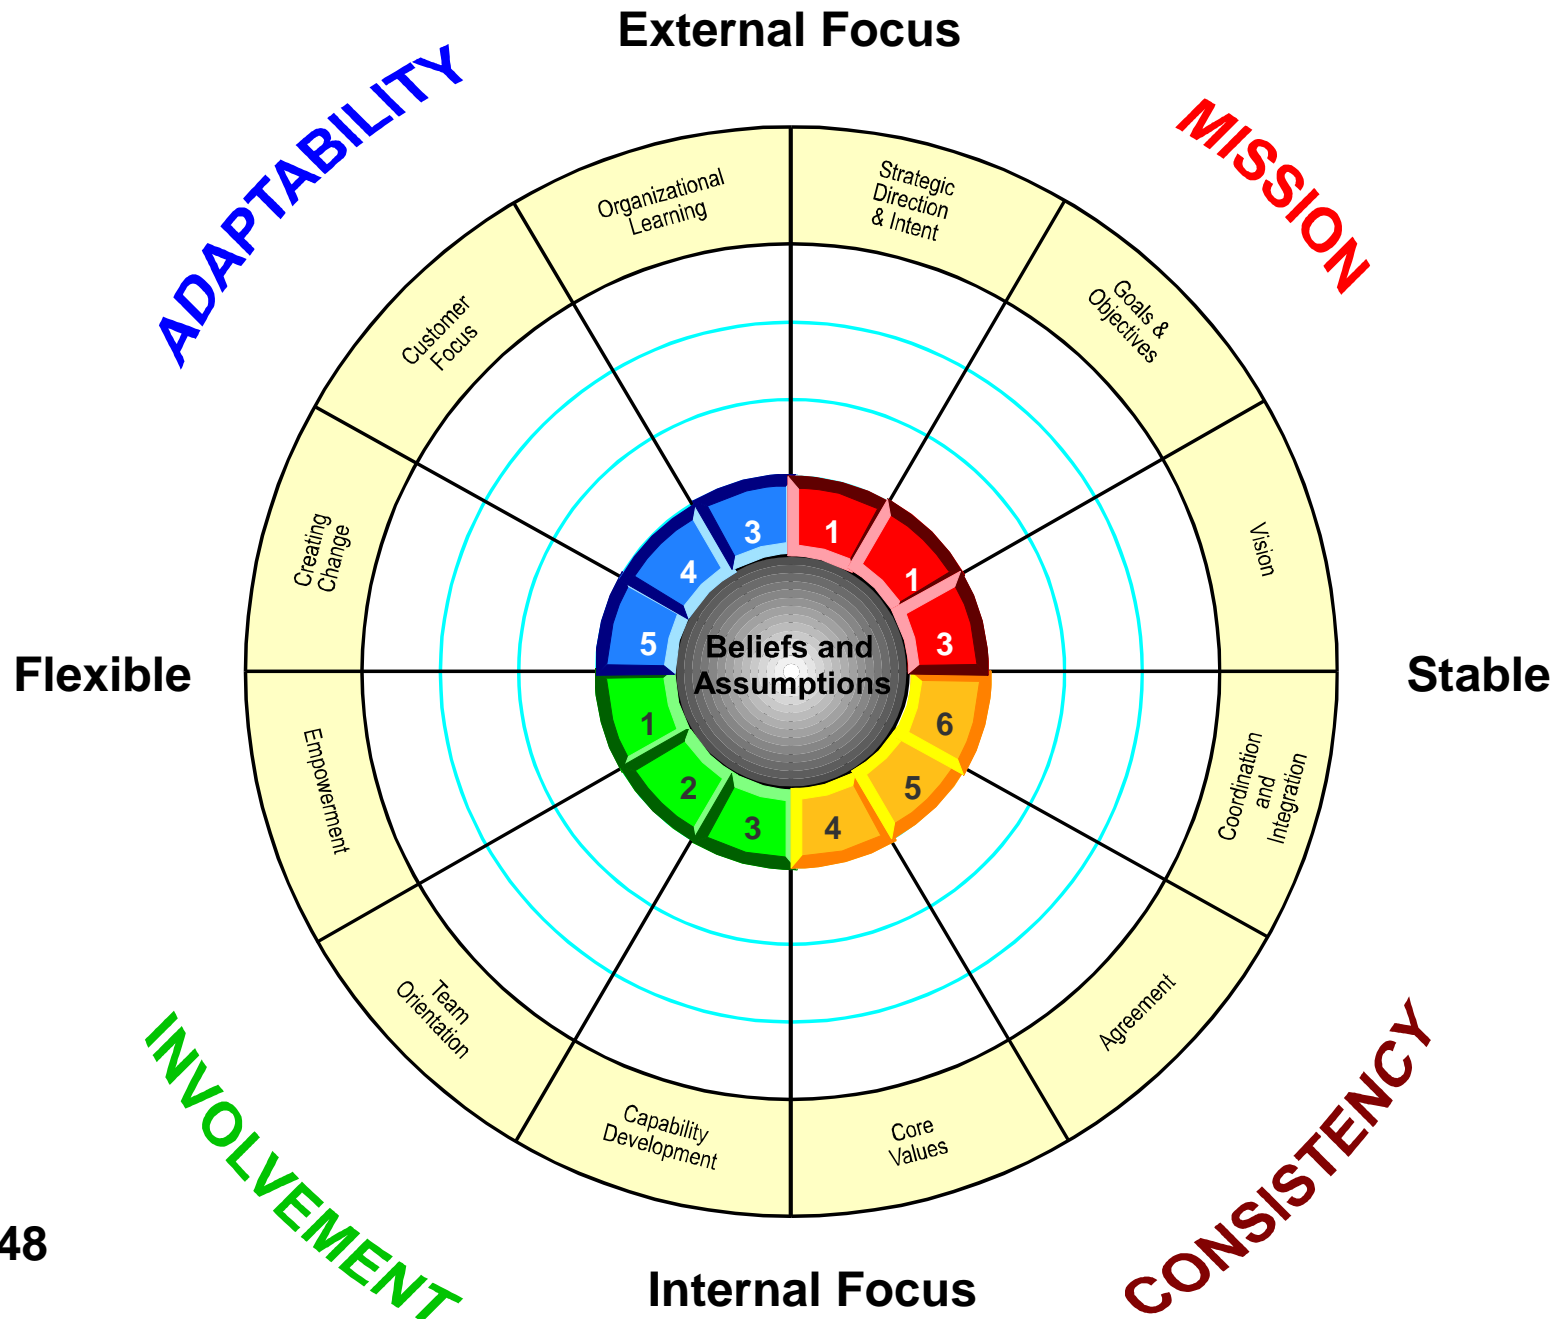 External Focus
ADAPTABILITY
MISSION
Organizational
Learning
Strategic
Direction
& Intent
Customer
Focus
Goals &
Objectives
Creating
Change
Vision
3
1
4
1
5
3
Flexible
Beliefs and
Assumptions
Stable
1
6
2
5
3
4
Empowerment
Coordination
and
Integration
Team
Orientation
Agreement
Capability
Development
Core
Values
INVOLVEMENT
CONSISTENCY
48
Internal Focus